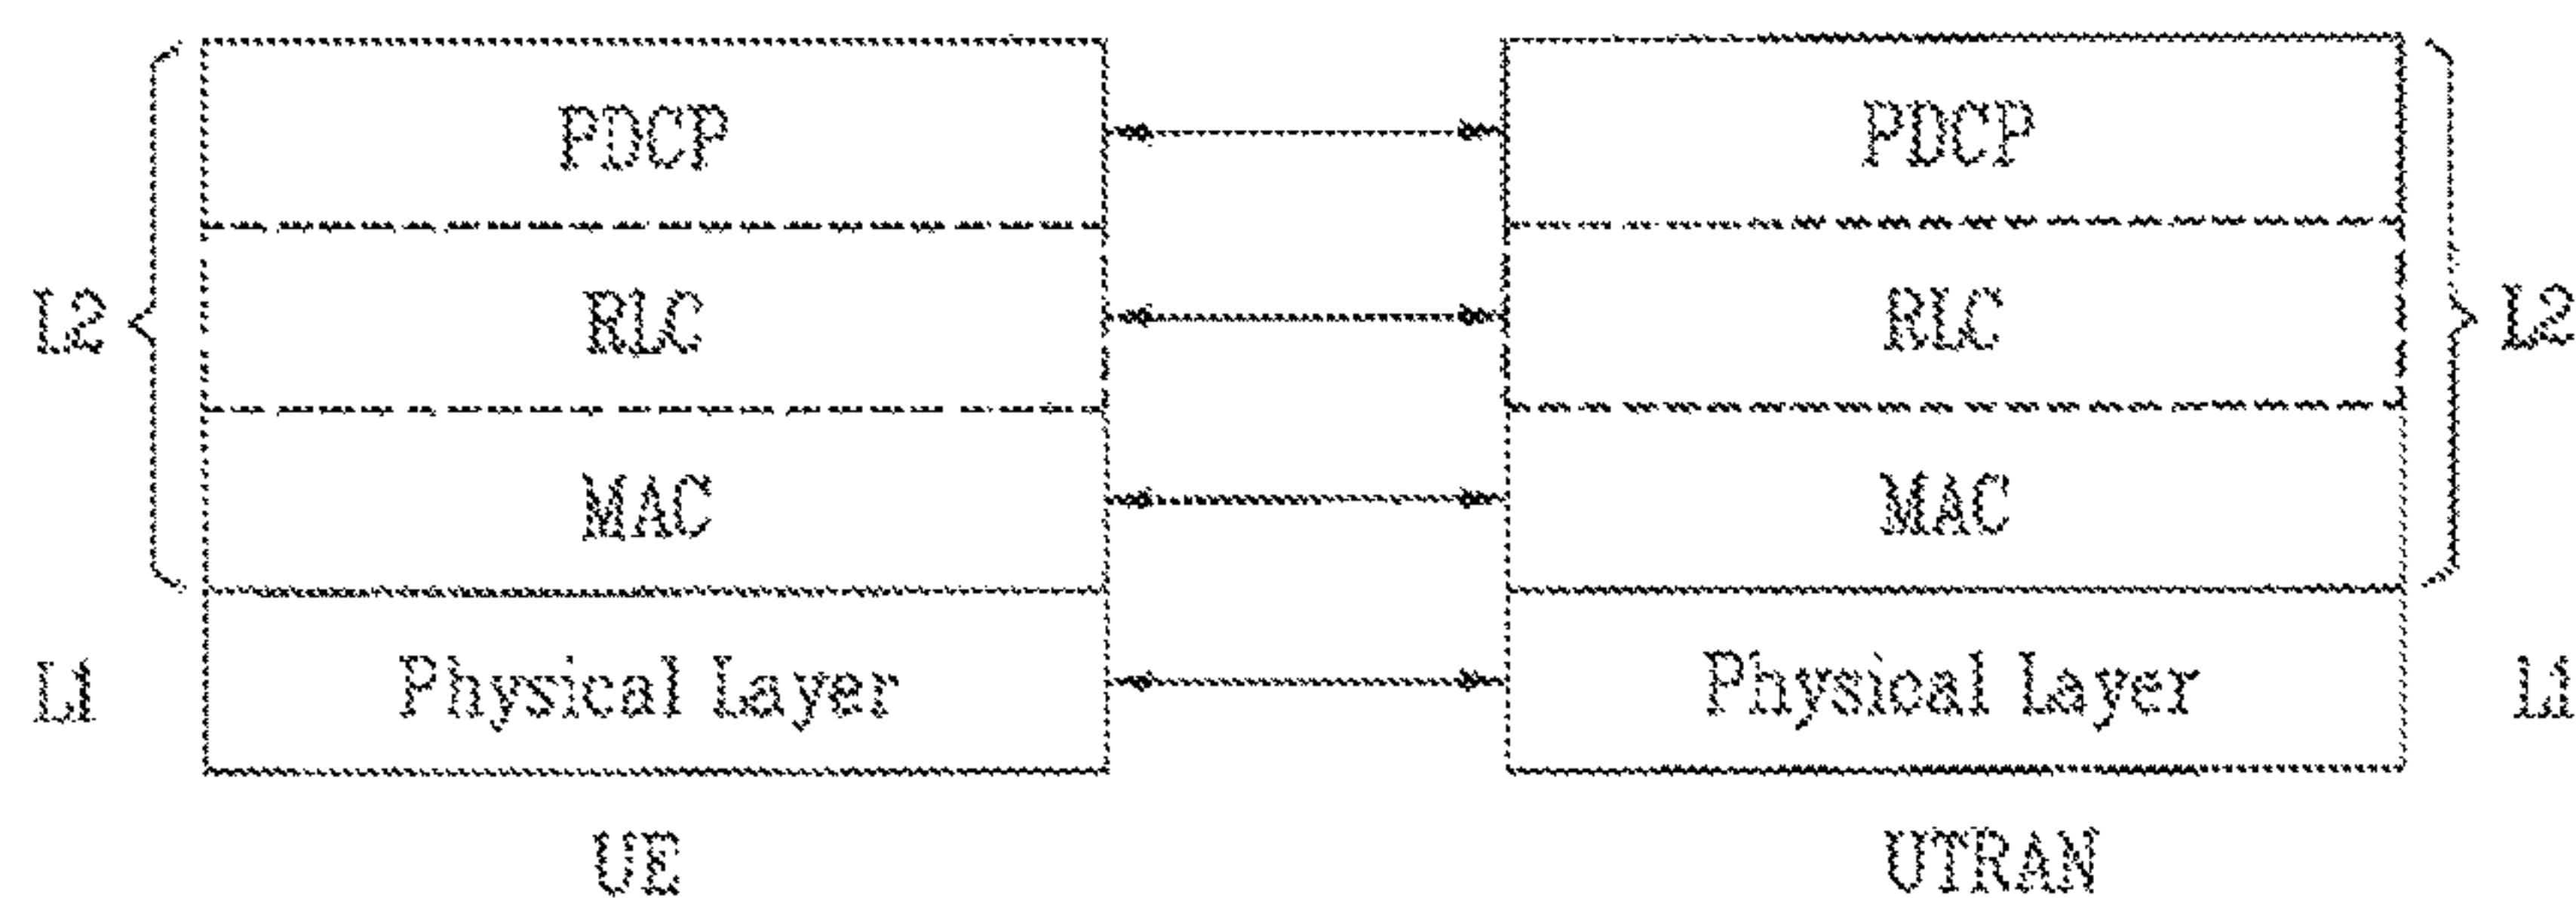 PDCP PDCP
L2 RLC RLC L2
MAC MAC
L1 Physical Layer Physical Layer L1
UE UTRAN